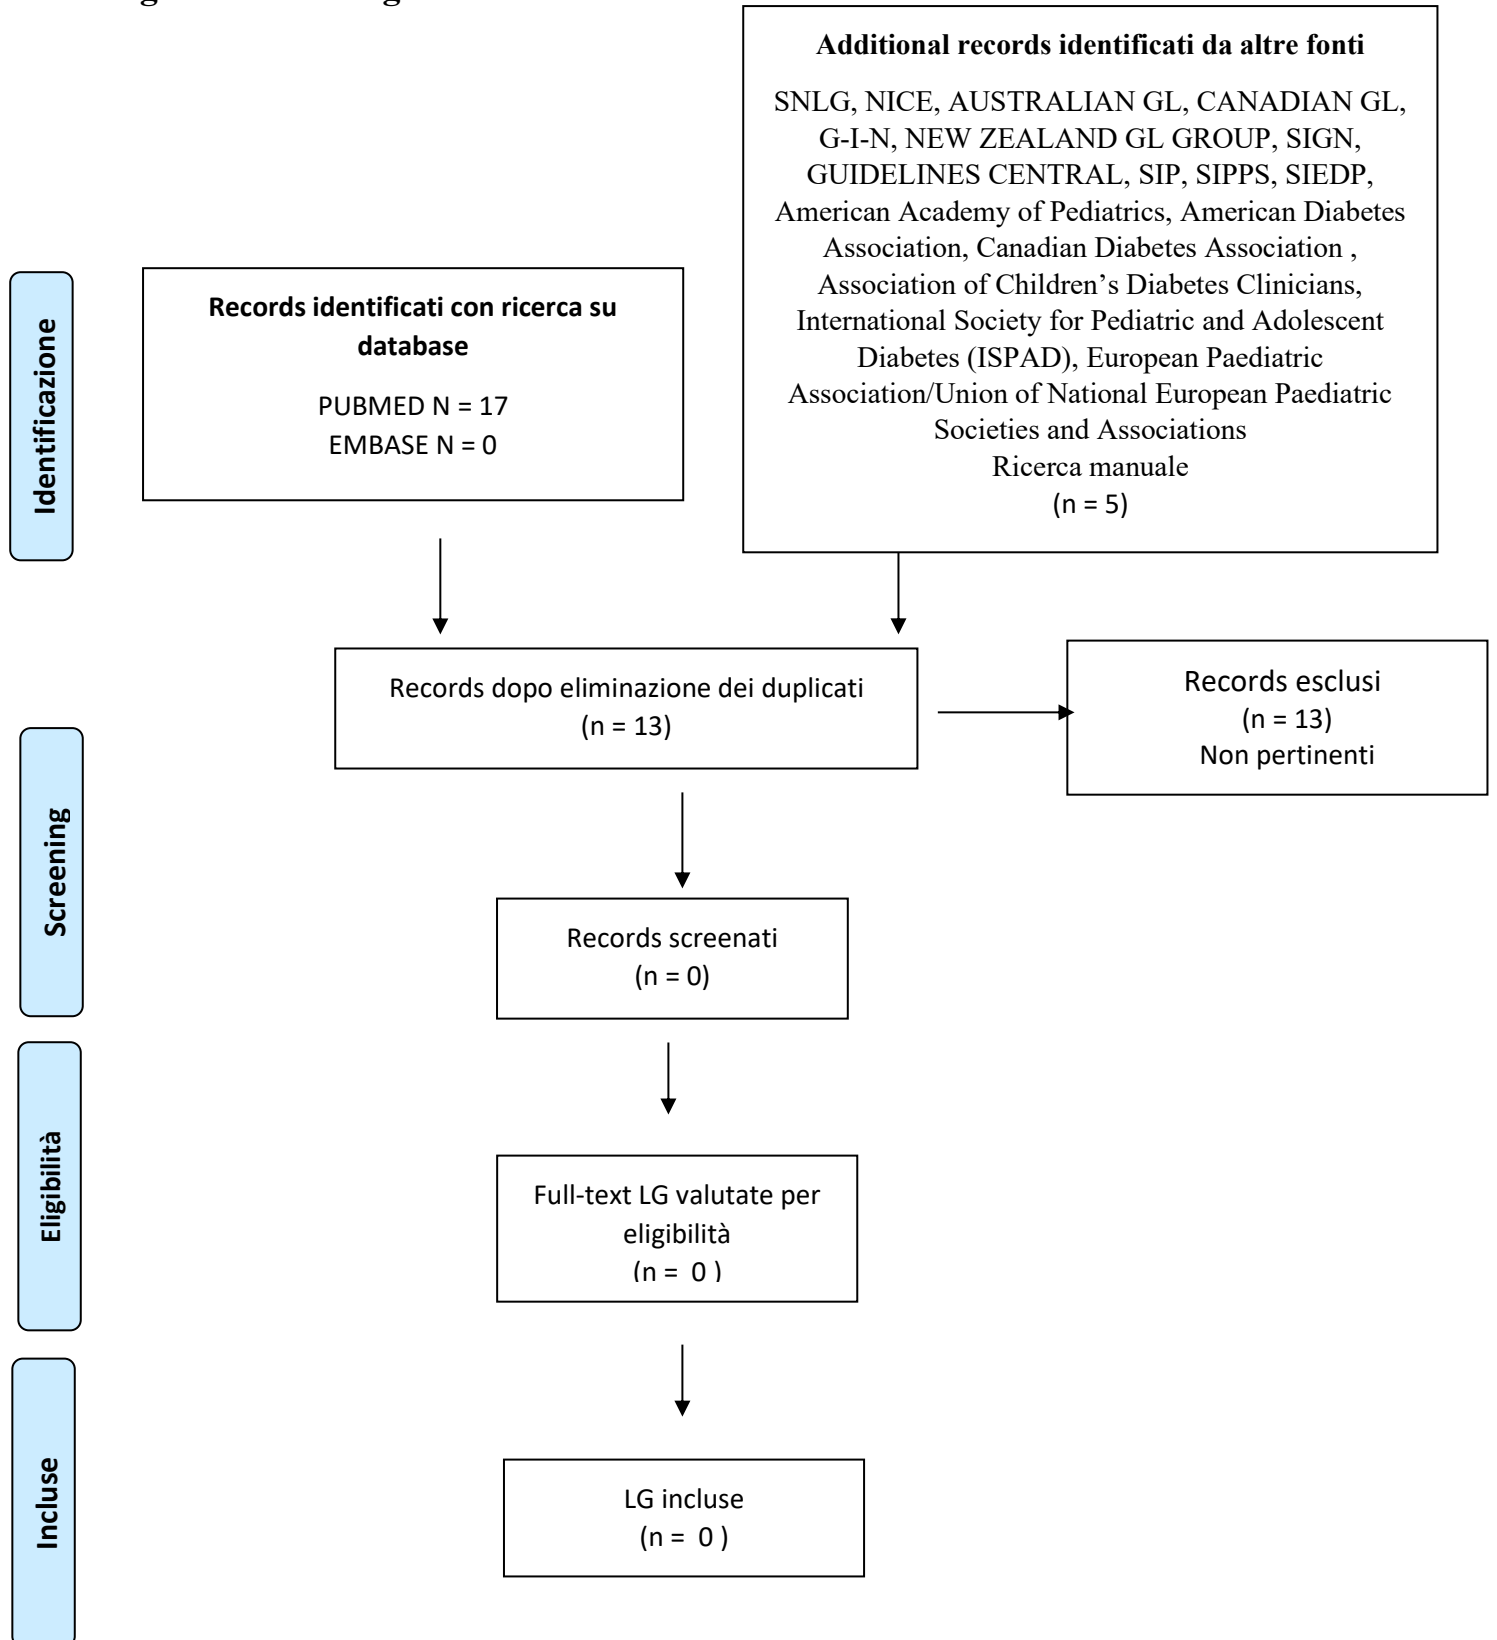 Additional records identificati da altre fonti
SNLG, NICE, AUSTRALIAN GL, CANADIAN GL,
G-I-N, NEW ZEALAND GL GROUP, SIGN,
GUIDELINES CENTRAL, SIP, SIPPS, SIEDP,
American Academy of Pediatrics, American Diabetes
Association, Canadian Diabetes Association ,
Association of Children’s Diabetes Clinicians,
International Society for Pediatric and Adolescent
Diabetes (ISPAD), European Paediatric
Association/Union of National European Paediatric
Societies and Associations
Ricerca manuale
(n = 5)
Identificazione
Records identificati con ricerca su
database
PUBMED N = 17
EMBASE N = 0
Records dopo eliminazione dei duplicati
(n = 13)
Records esclusi
(n = 13)
Non pertinenti
Screening
Records screenati
(n = 0)
Eligibilità
Full-text LG valutate per
eligibilità
(n =  0 )
Incluse
LG incluse
(n =  0 )